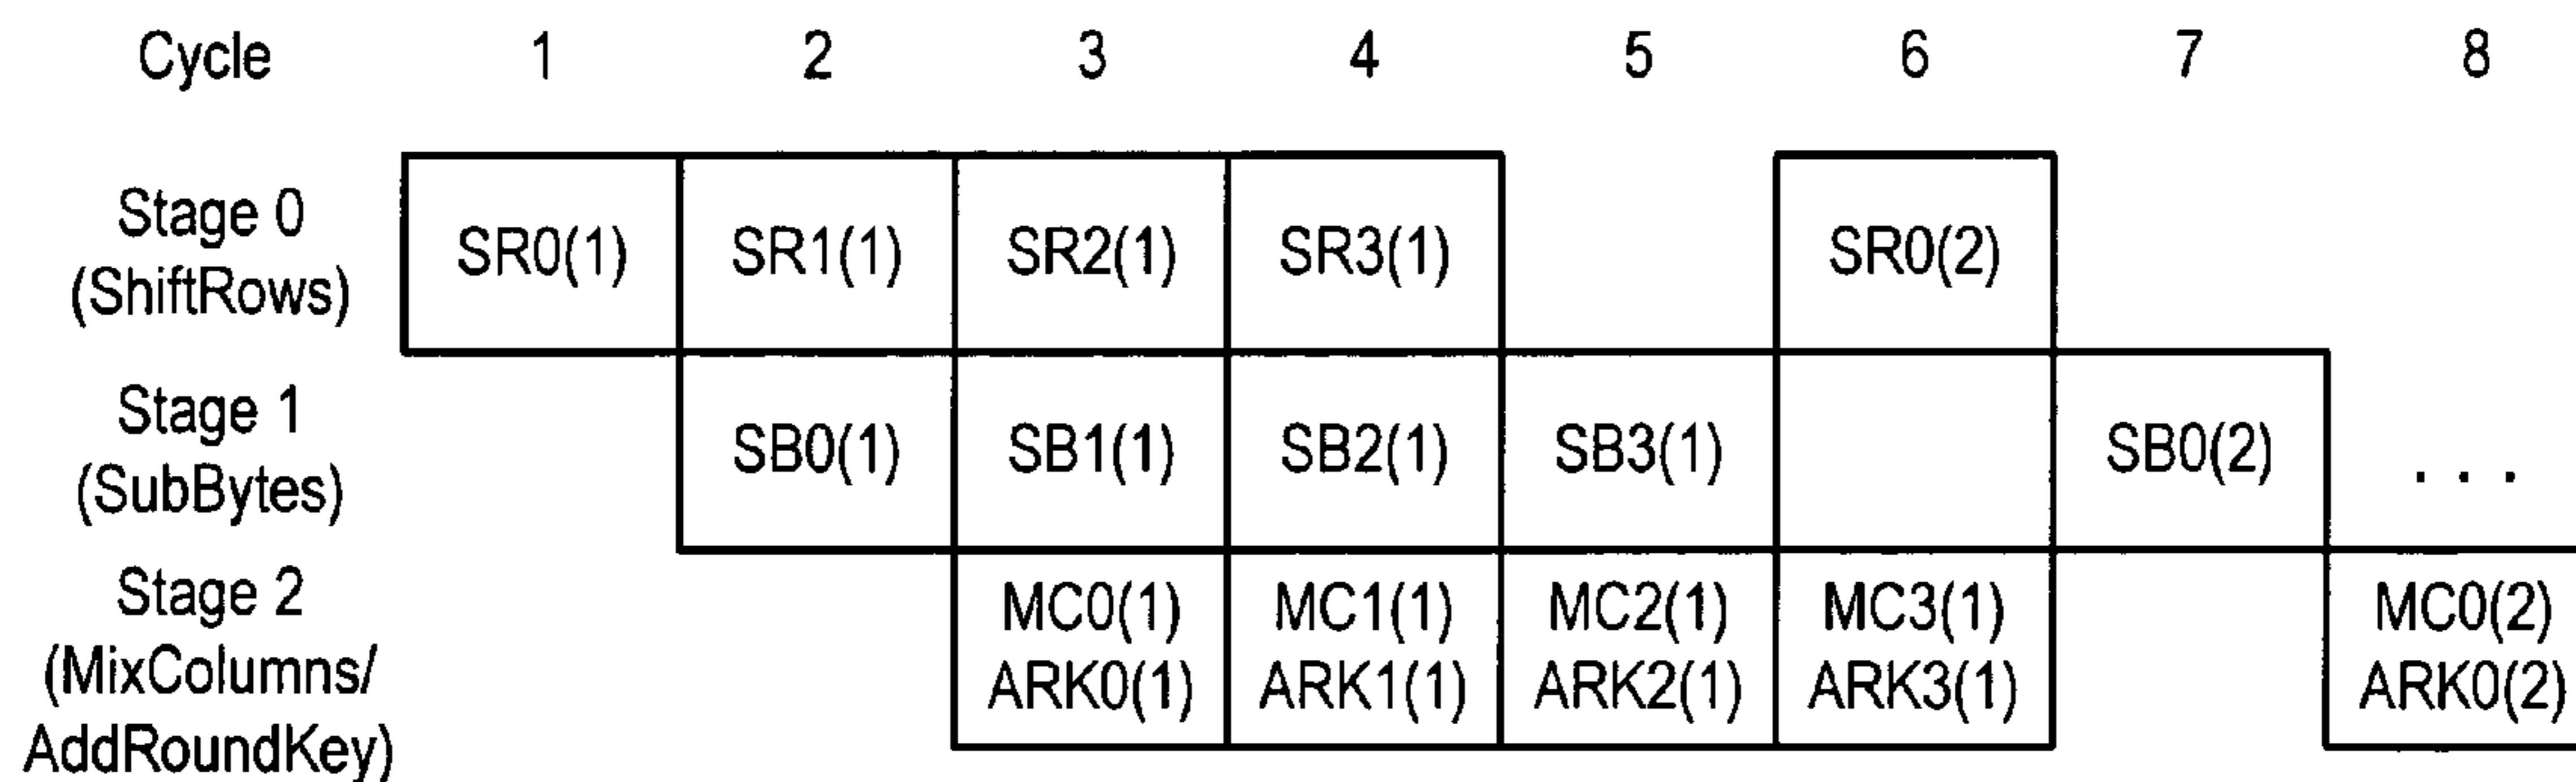 Cycle 1 2 3 4 5 6 7 8
Stage 0
(ShiftRows)
SR0(1) SR1(1) SR2(1) SR3(1) SR0(2)
Stage 1
(SubBytes)
SB0(1) SB1(1) SB2(1) SB3(1) SB0(2) . . .
Stage 2
(MixColumns/
AddRoundKey)
MC0(1) MC1(1) MC2(1) MC3(1) MC0(2)
ARK0(1) ARK1(1) ARK2(1) ARK3(1) ARK0(2)